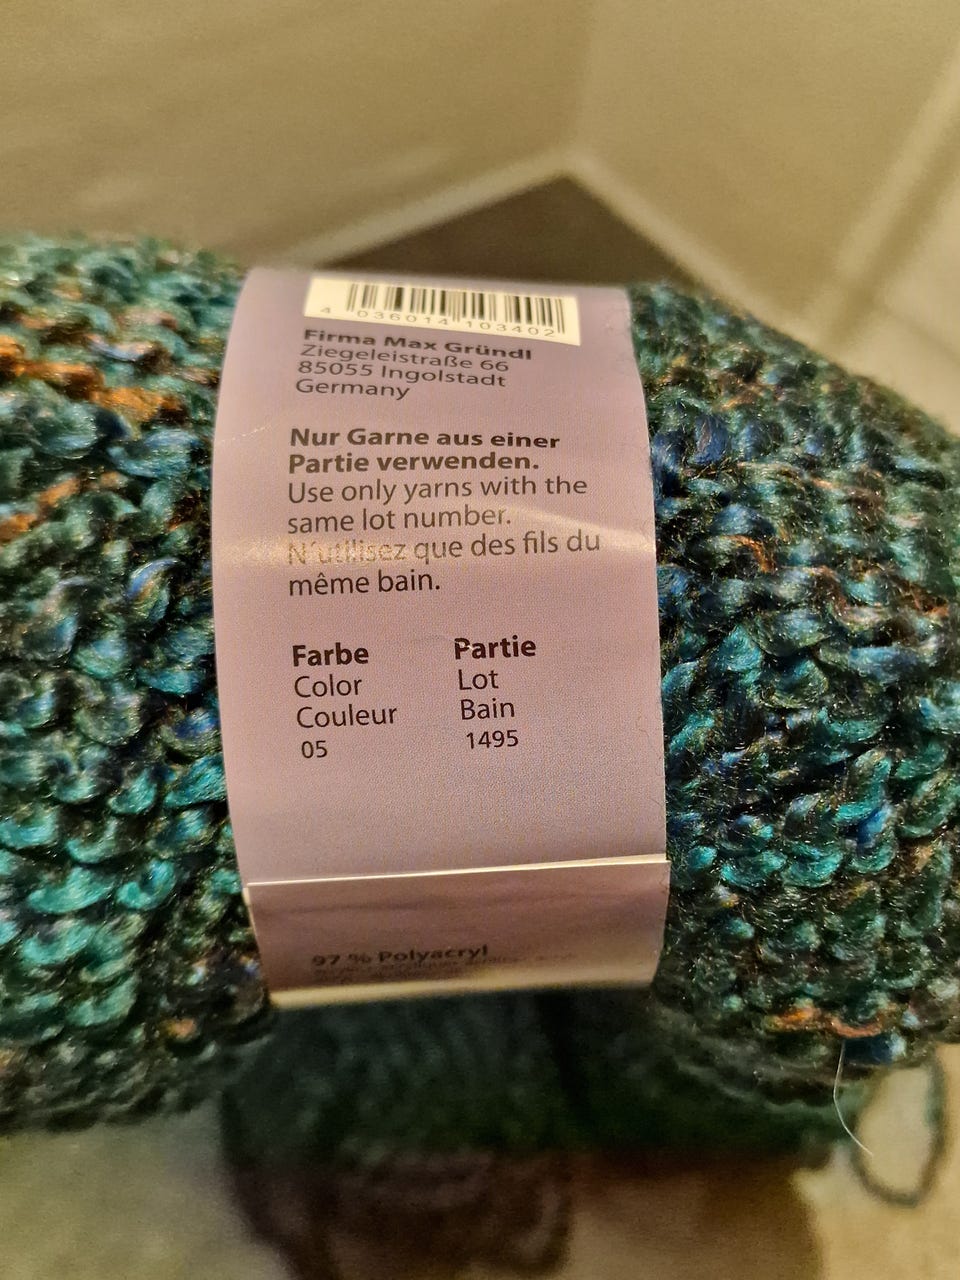 4 036014 103402
Firma Max Gründl
Ziegeleistraße 66
85055 Ingolstadt
Germany
Nur Garne aus einer
Partie verwenden.
Use only yarns with the
same lot number.
N'utilisez que des fils du
même bain.
Farbe Partie
Color Lot
Couleur Bain
05 1495
97 % Polyacryl